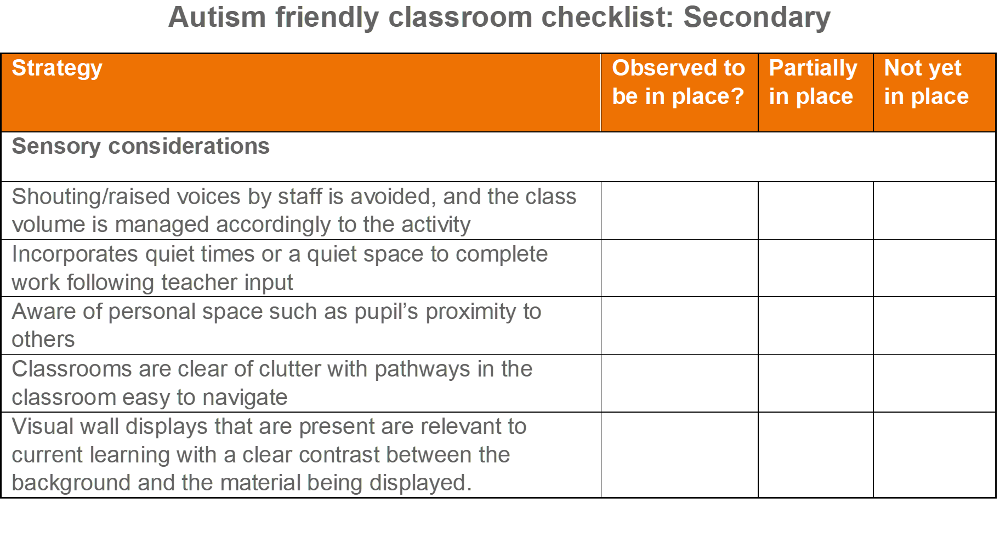 Autism friendly classroom checklist: Secondary
Strategy
Observed to
be in place?
Partially
in place
Not yet
in place
Sensory considerations
Shouting/raised voices by staff is avoided, and the class
volume is managed accordingly to the activity
Incorporates quiet times or a quiet space to complete
work following teacher input
Aware of personal space such as pupil’s proximity to
others
Classrooms are clear of clutter with pathways in the
classroom easy to navigate
Visual wall displays that are present are relevant to
current learning with a clear contrast between the
background and the material being displayed.